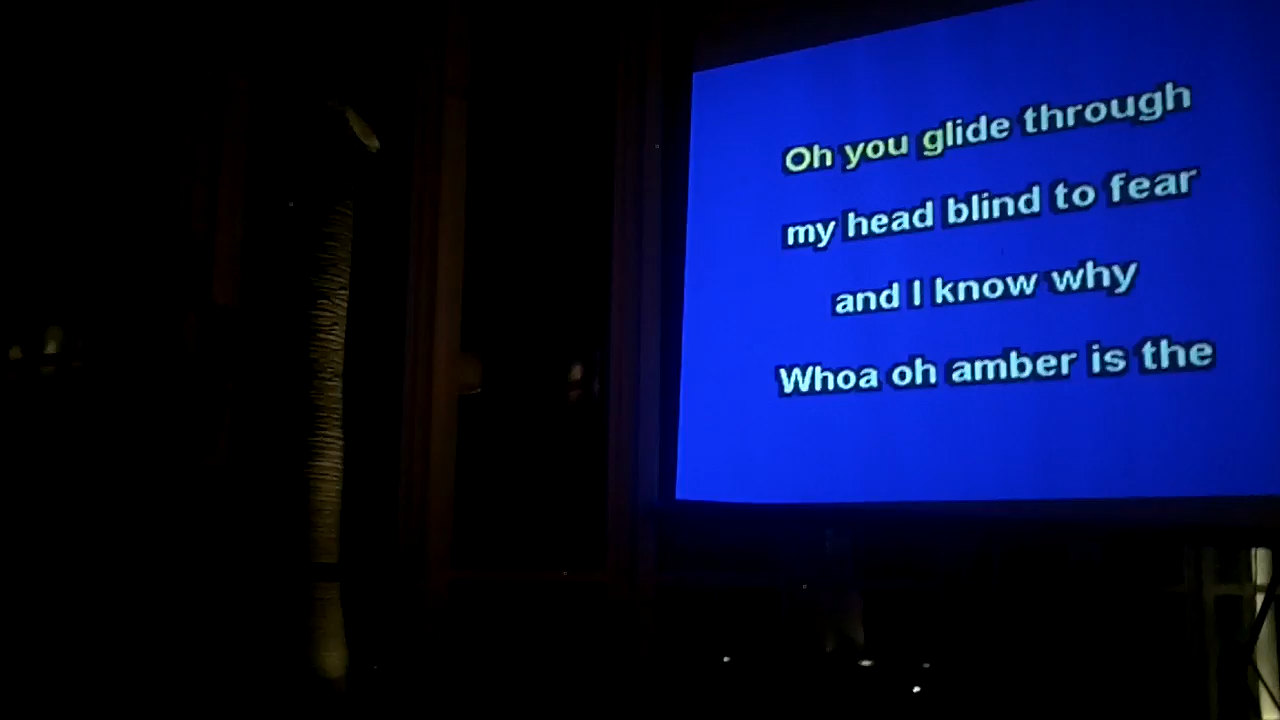 Oh you glide through
my head blind to fear
and I know why
Whoa oh amber is the